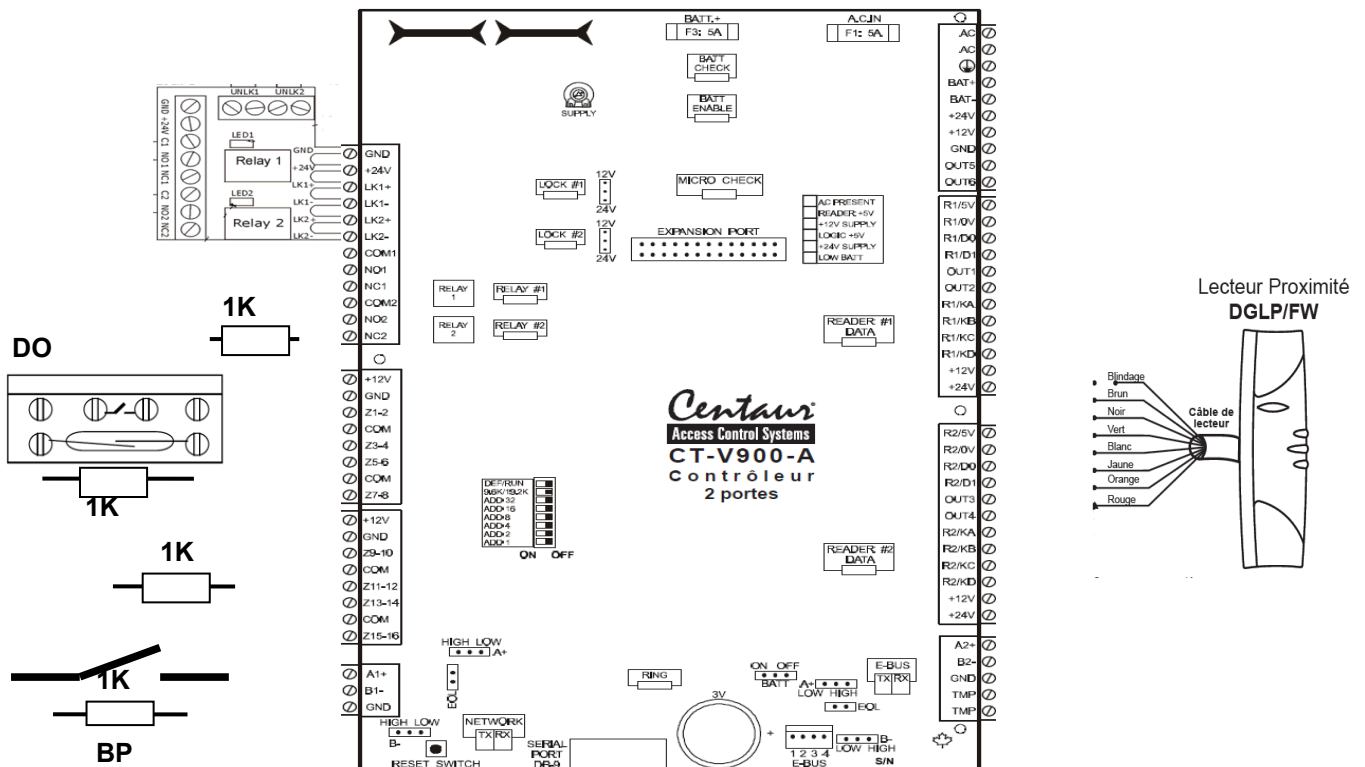 BATT.+
F3: 5A
A.C.IN
F1: 5A
BATT
CHECK
BATT
ENABLE
SUPPLY
UNLK1 UNLK2
GND
+24V
C1
NO1
NC1
C2
NO2
NC2
LED1
Relay 1
LED2
Relay 2
GND
+24V
LK1+
LK1-
LK2+
LK2-
GND
+24V
LK1+
LK1-
LK2+
LK2-
COM1
NO1
NC1
COM2
NO2
NC2
LOCK #1
12V
24V
LOCK #2
12V
24V
MICRO CHECK
EXPANSION PORT
AC PRESENT
READER +5V
+12V SUPPLY
LOGIC +5V
+24V SUPPLY
LOW BATT
RELAY
1
RELAY #1
RELAY
2
RELAY #2
READER #1
DATA
AC
AC
BAT+
BAT-
+24V
+12V
GND
OUT5
OUT6
R1/5V
R1/0V
R1/D0
R1/D1
OUT1
OUT2
R1/KA
R1/KB
R1/KC
R1/KD
+12V
+24V
1K
DO
1K
1K
1K
BP
+12V
GND
Z1-2
COM
Z3-4
Z5-6
COM
Z7-8
+12V
GND
Z9-10
COM
Z11-12
Z13-14
COM
Z15-16
A1+
B1-
GND
Centaur
Access Control Systems
CT-V900-A
Contrôleur
2 portes
DEF/RUN
9.6K/19.2K
ADD 32
ADD 16
ADD 8
ADD 4
ADD 2
ADD 1
ON OFF
READER #2
DATA
R2/5V
R2/0V
R2/D0
R2/D1
OUT3
OUT4
R2/KA
R2/KB
R2/KC
R2/KD
+12V
+24V
A2+
B2-
GND
TMP
TMP
HIGH LOW
A+
EOL
HIGH LOW
B-
RESET SWITCH
NETWORK
TX RX
SERIAL
PORT
DB-9
RING
3V
+
ON OFF
BATT
A+
LOW HIGH
E-BUS
TX RX
EOL
1 2 3 4
E-BUS
B-
LOW HIGH
S/N
Lecteur Proximité
DGLP/FW
Blindage
Brun
Noir
Vert
Blanc
Jaune
Orange
Rouge
Câble de
lecteur